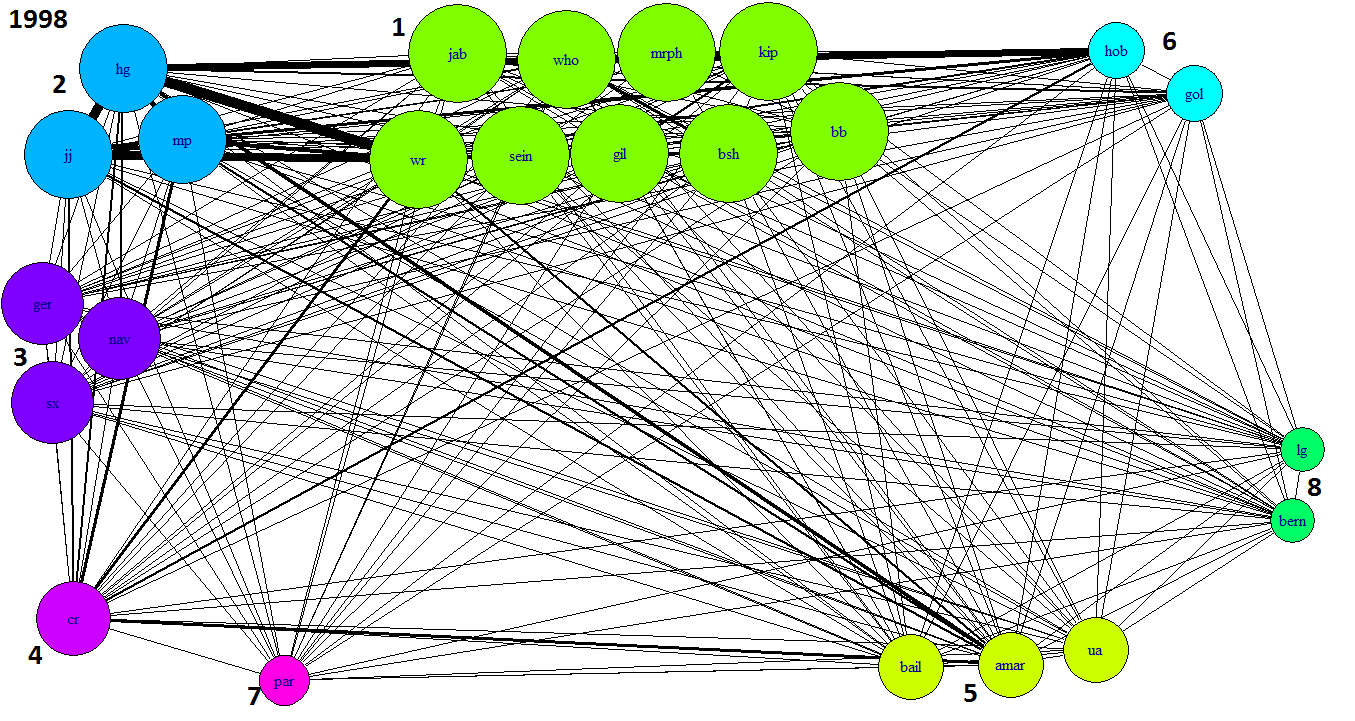 1998
1
6
2
hg
jab
who
mrph
kip
hob
gol
jj
mp
wr
sein
gil
bsh
bb
ger
nav
3
sx
lg
8
bern
cr
4
par
7
bail
amar
ua
5